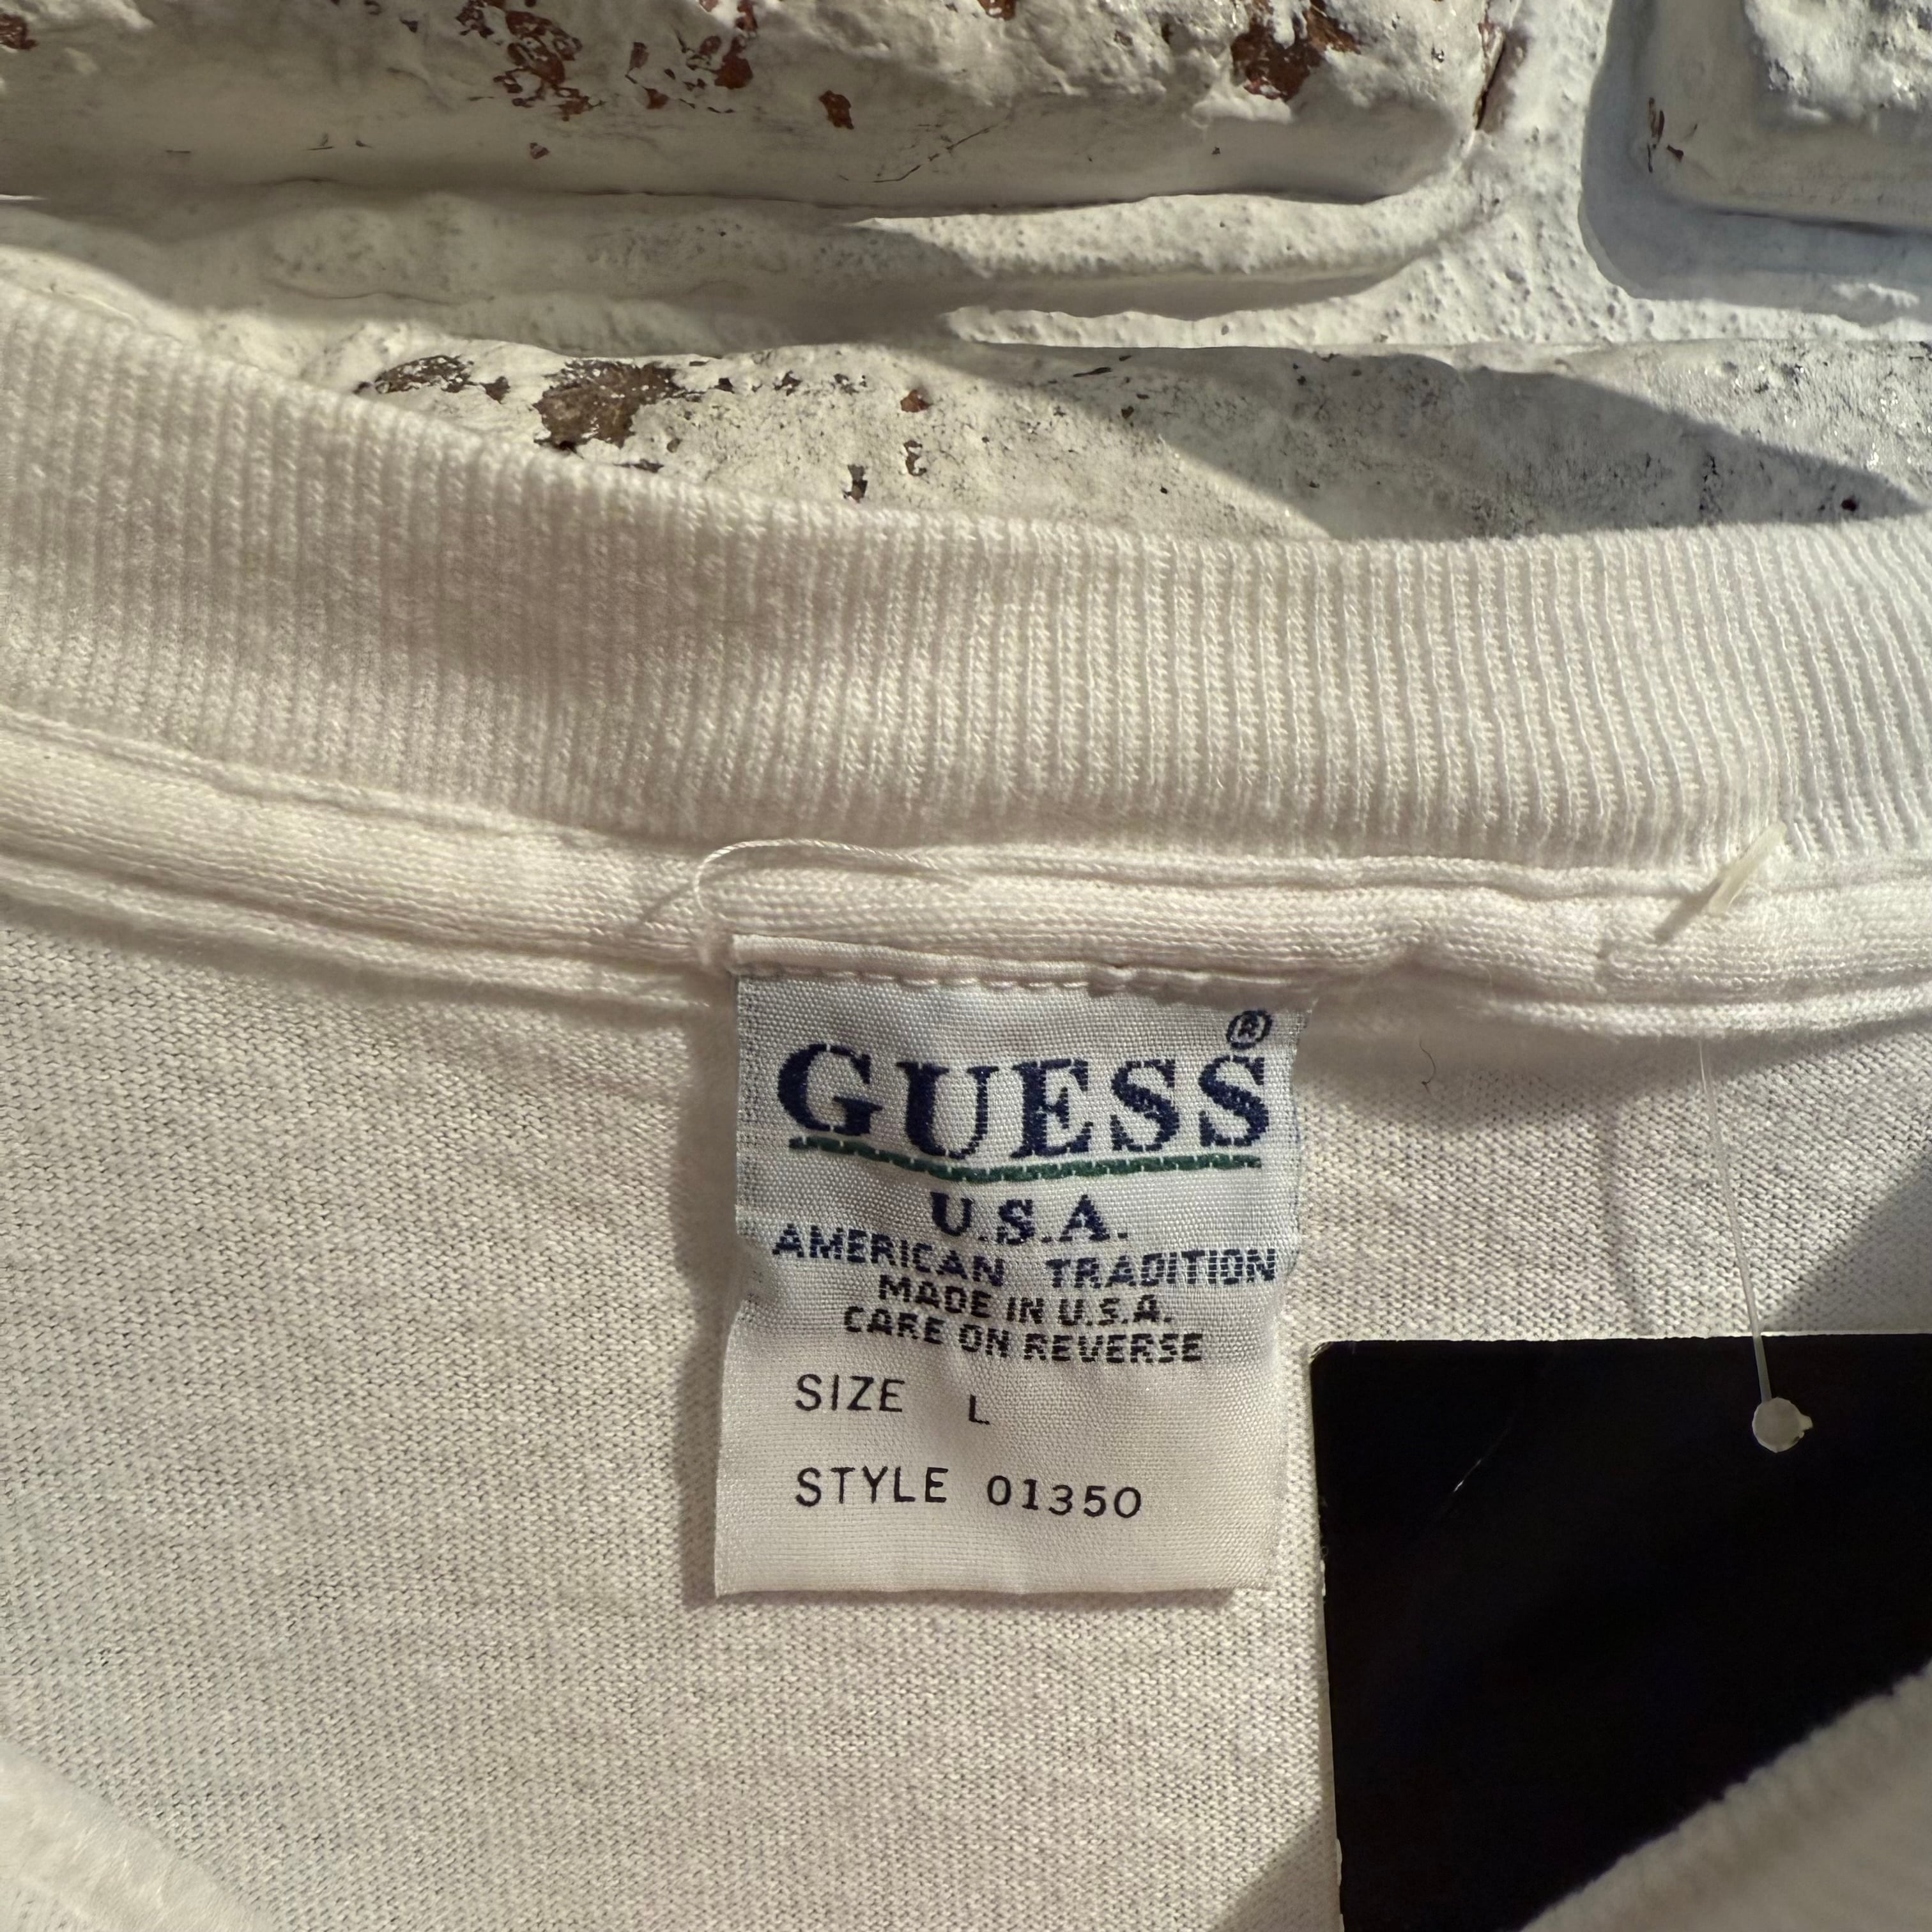 GUESS®
U.S.A.
AMERICAN TRADITION
MADE IN U.S.A.
CARE ON REVERSE
SIZE L
STYLE 01350